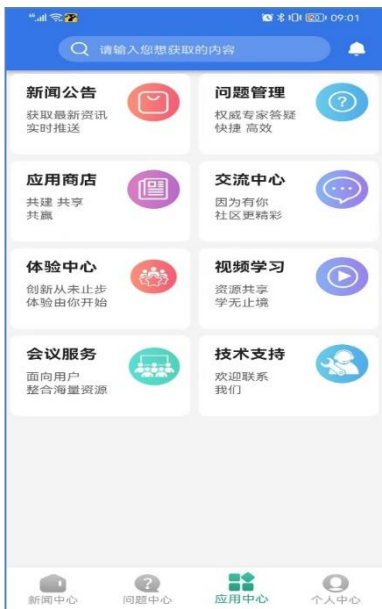 09:01
请输入您想获取的内容
新闻公告
获取最新资讯
实时推送
问题管理
权威专家答疑
快捷 高效
应用商店
共建 共享
共赢
交流中心
因为有你
社区更精彩
体验中心
创新从未止步
体验由你开始
视频学习
资源共享
学无止境
会议服务
面向用户
整合海量资源
技术支持
欢迎联系
我们
新闻中心
问题中心
应用中心
个人中心